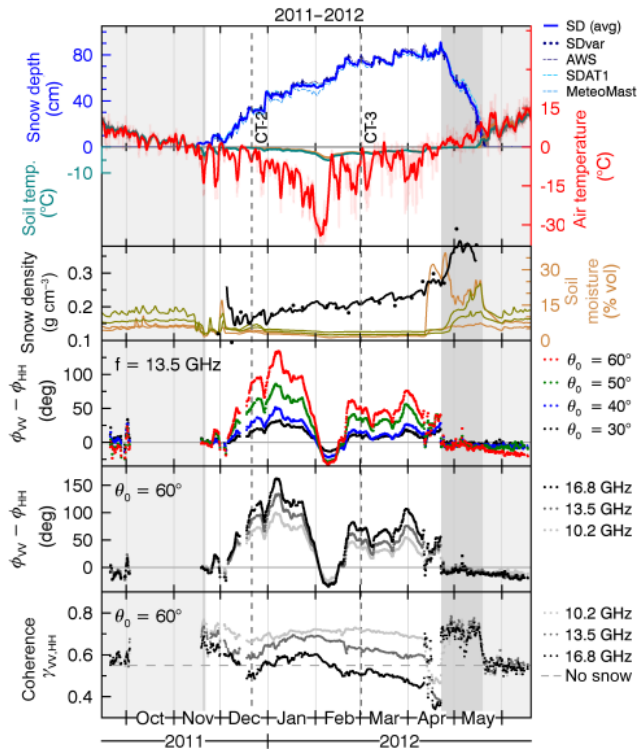 2011−2012
SD (avg)
SDvar
AWS
SDAT1
MeteoMast
80
40
0
-10
Snow depth
(cm)
Soil temp.
(°C)
CT-2
CT-3
15
0
-15
-30
Air temperature
(°C)
0.3
0.2
0.1
Snow density
(g cm⁻³)
30
15
0
Soil
moisture
(% vol)
f = 13.5 GHz
100
50
0
ϕVV − ϕHH
(deg)
θ0 = 60°
θ0 = 50°
θ0 = 40°
θ0 = 30°
θ0 = 60°
150
100
50
0
ϕVV − ϕHH
(deg)
16.8 GHz
13.5 GHz
10.2 GHz
θ0 = 60°
0.8
0.6
0.4
Coherence
γVV,HH
10.2 GHz
13.5 GHz
16.8 GHz
No snow
Oct Nov Dec Jan Feb Mar Apr May
2011 2012